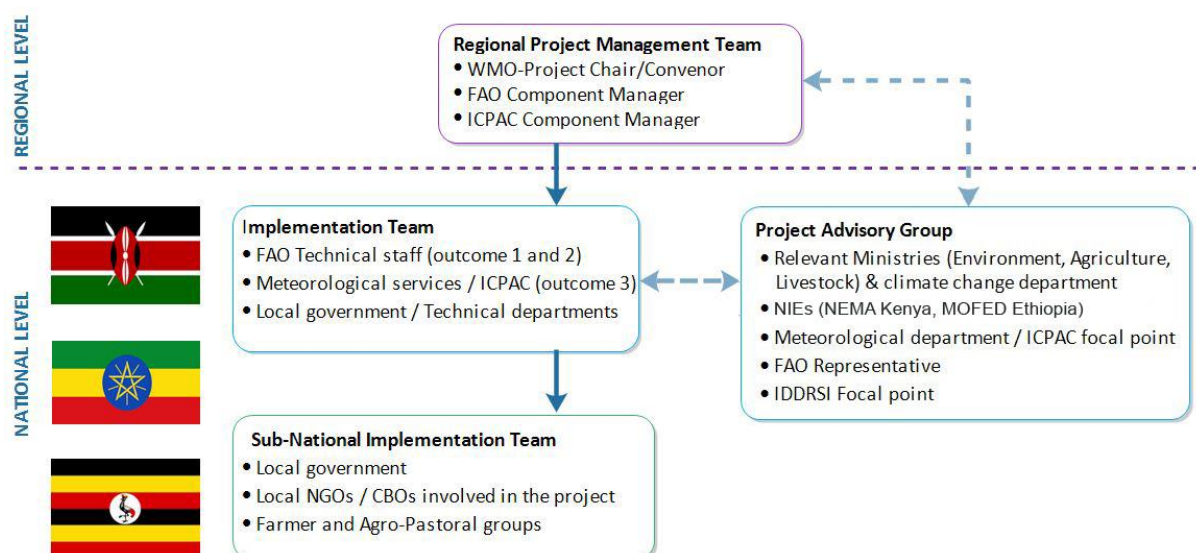 REGIONAL LEVEL
Regional Project Management Team
• WMO-Project Chair/Convenor
• FAO Component Manager
• ICPAC Component Manager
NATIONAL LEVEL
Implementation Team
• FAO Technical staff (outcome 1 and 2)
• Meteorological services / ICPAC (outcome 3)
• Local government / Technical departments
Project Advisory Group
• Relevant Ministries (Environment, Agriculture,
Livestock) & climate change department
• NIEs (NEMA Kenya, MOFED Ethiopia)
• Meteorological department / ICPAC focal point
• FAO Representative
• IDDRSI Focal point
Sub-National Implementation Team
• Local government
• Local NGOs / CBOs involved in the project
• Farmer and Agro-Pastoral groups